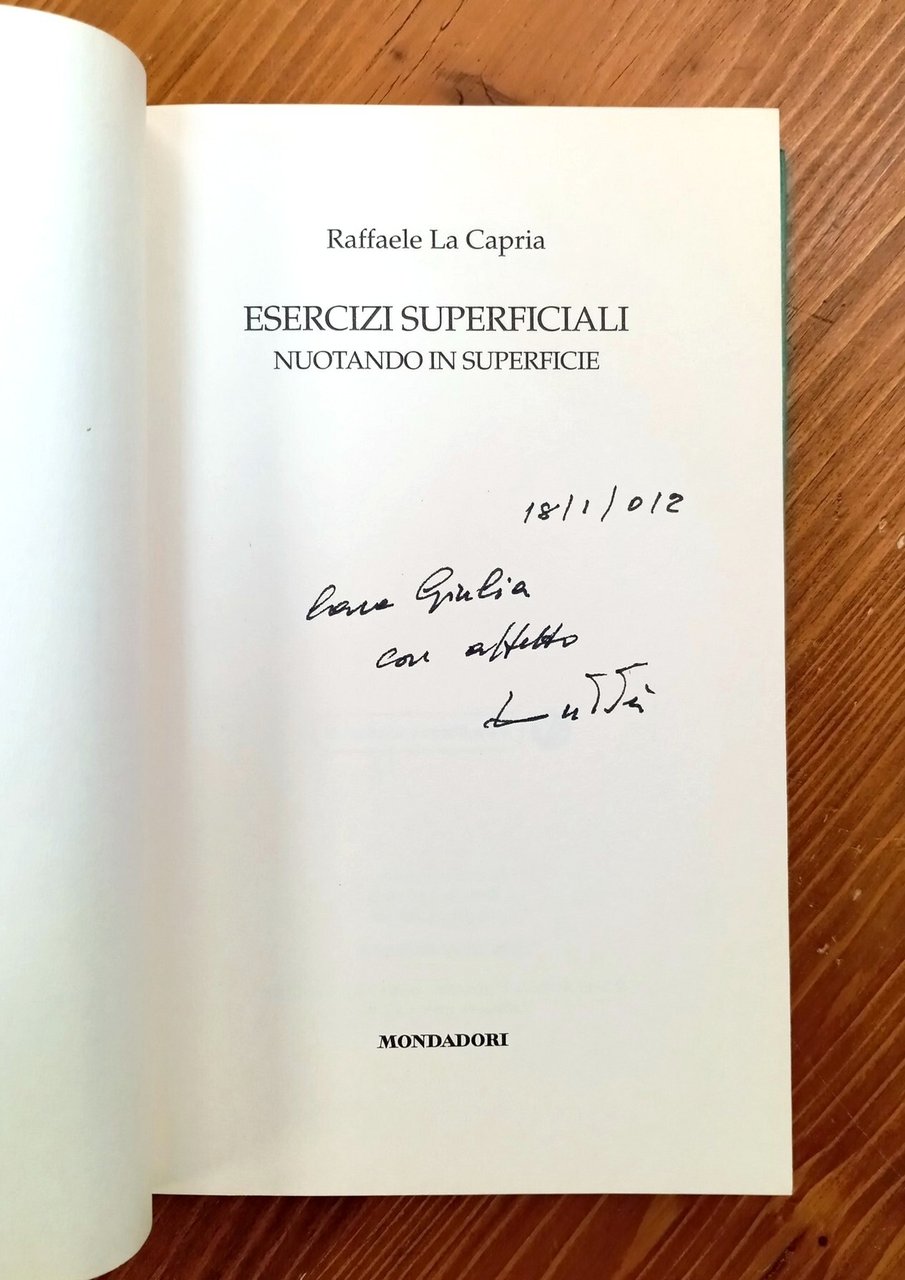 Raffaele La Capria
ESERCIZI SUPERFICIALI
NUOTANDO IN SUPERFICIE
18/1/012
Cara Giulia
con affetto
MONDADORI